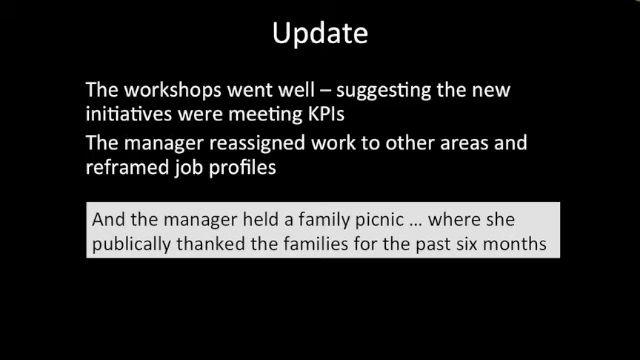 Update
The workshops went well – suggesting the new
initiatives were meeting KPIs
The manager reassigned work to other areas and
reframed job profiles
And the manager held a family picnic … where she
publically thanked the families for the past six months